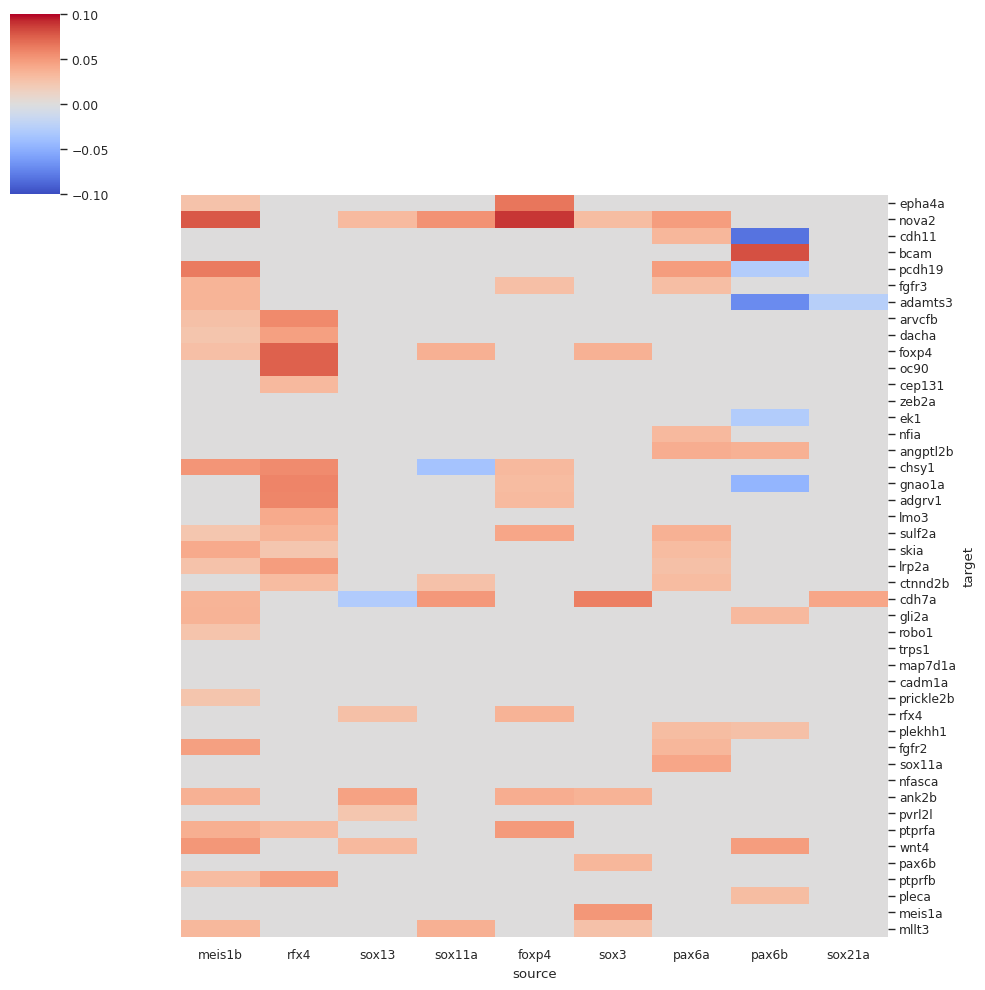 0.10
0.05
0.00
−0.05
−0.10
epha4a
nova2
cdh11
bcam
pcdh19
fgfr3
adamts3
arvcfb
dacha
foxp4
oc90
cep131
zeb2a
ek1
nfia
angptl2b
chsy1
gnao1a
adgrv1
lmo3
sulf2a
skia
lrp2a
ctnnd2b
cdh7a
gli2a
robo1
trps1
map7d1a
cadm1a
prickle2b
rfx4
plekhh1
fgfr2
sox11a
nfasca
ank2b
pvrl2l
ptprfa
wnt4
pax6b
ptprfb
pleca
meis1a
mllt3
target
meis1b rfx4 sox13 sox11a foxp4 sox3 pax6a pax6b sox21a
source